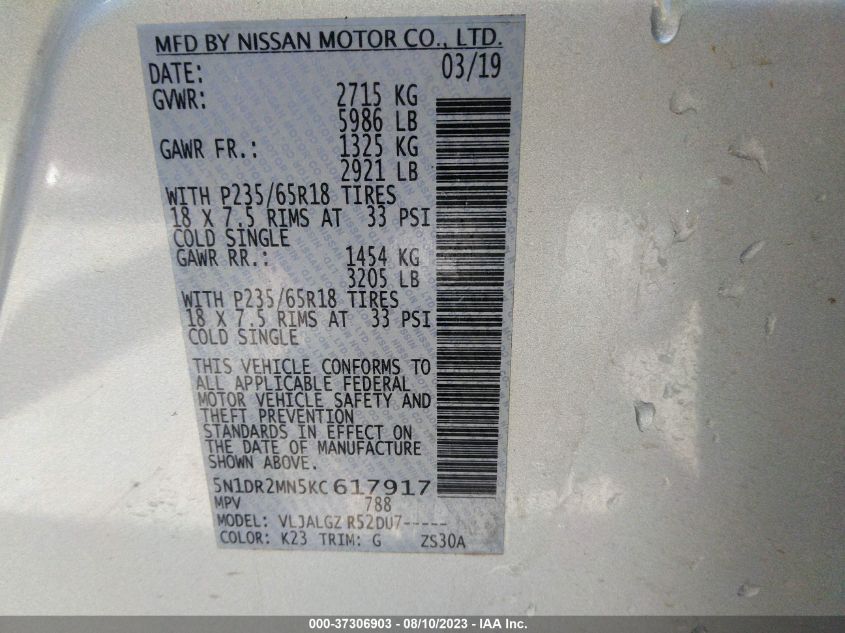 MFD BY NISSAN MOTOR CO., LTD.
DATE: 03/19
GVWR: 2715 KG
5986 LB
GAWR FR.: 1325 KG
2921 LB
WITH P235/65R18 TIRES
18 X 7.5 RIMS AT 33 PSI
COLD SINGLE
GAWR RR.: 1454 KG
3205 LB
WITH P235/65R18 TIRES
18 X 7.5 RIMS AT 33 PSI
COLD SINGLE
THIS VEHICLE CONFORMS TO
ALL APPLICABLE FEDERAL
MOTOR VEHICLE SAFETY AND
THEFT PREVENTION
STANDARDS IN EFFECT ON
THE DATE OF MANUFACTURE
SHOWN ABOVE.
5N1DR2MN5KC617917
MPV 788
MODEL: VLJALGZ R52DU7-----
COLOR: K23 TRIM: G ZS30A
000-37306903 - 08/10/2023 - IAA Inc.